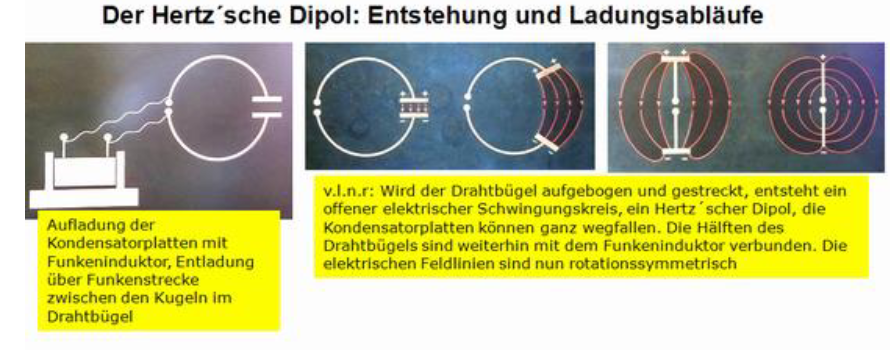 Der Hertz´sche Dipol: Entstehung und Ladungsabläufe
Aufladung der
Kondensatorplatten mit
Funkeninduktor, Entladung
über Funkenstrecke
zwischen den Kugeln im
Drahtbügel
v.l.n.r: Wird der Drahtbügel aufgebogen und gestreckt, entsteht ein
offener elektrischer Schwingungskreis, ein Hertz´scher Dipol, die
Kondensatorplatten können ganz wegfallen. Die Hälften des
Drahtbügels sind weiterhin mit dem Funkeninduktor verbunden. Die
elektrischen Feldlinien sind nun rotationssymmetrisch